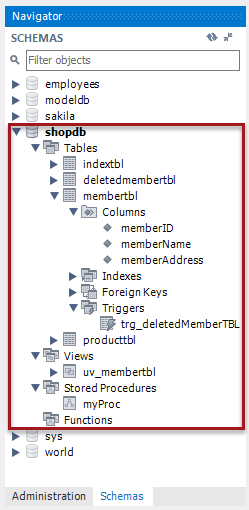 Navigator
SCHEMAS
Filter objects
employees
modeldb
sakila
shopdb
Tables
indextbl
deletedmembertbl
membertbl
Columns
memberID
memberName
memberAddress
Indexes
Foreign Keys
Triggers
trg_deletedMemberTBL
producttbl
Views
uv_membertbl
Stored Procedures
myProc
Functions
sys
world
Administration Schemas